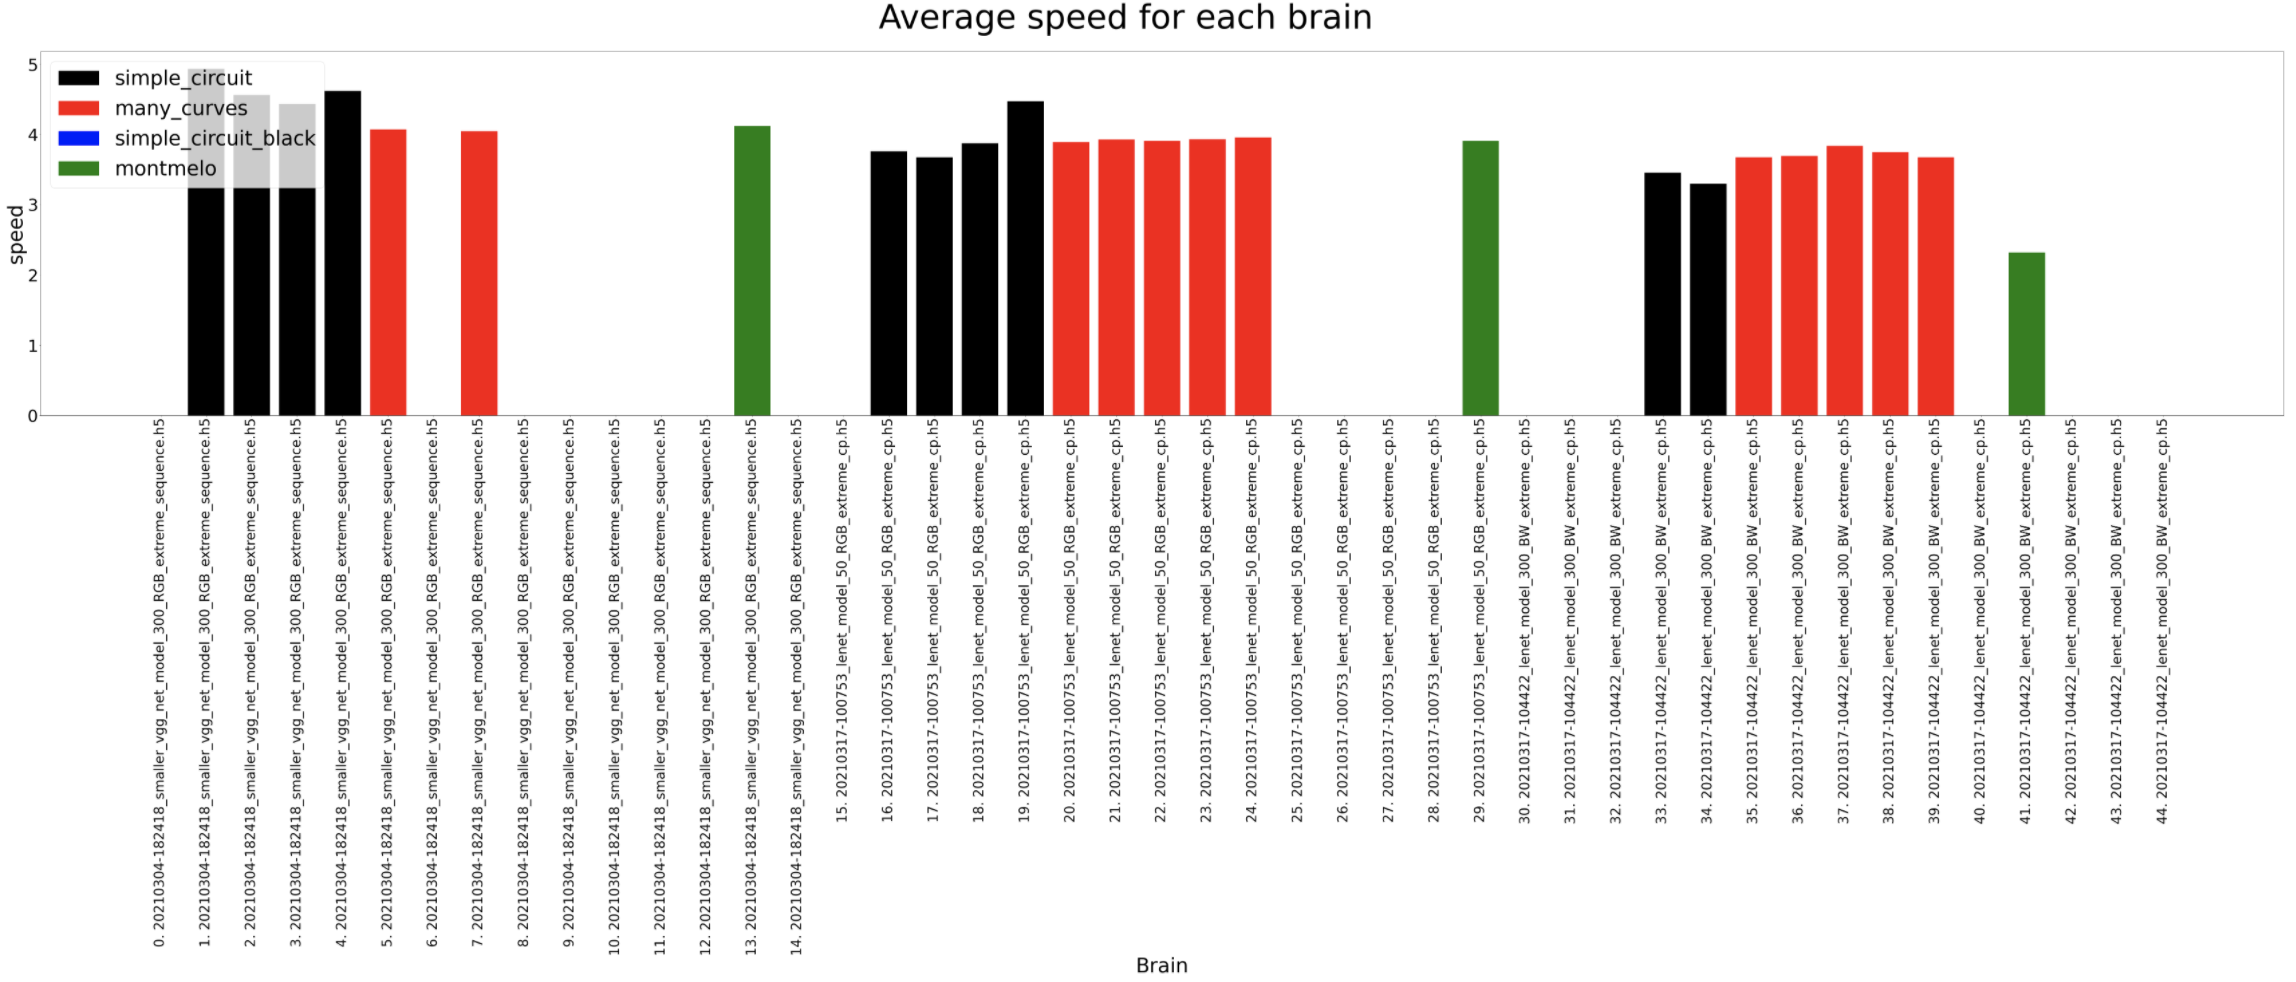 Average speed for each brain
5
4
3
2
1
0
speed
simple_circuit
many_curves
simple_circuit_black
montmelo
0. 20210304-182418_smaller_vgg_net_model_300_RGB_extreme_sequence.h5
1. 20210304-182418_smaller_vgg_net_model_300_RGB_extreme_sequence.h5
2. 20210304-182418_smaller_vgg_net_model_300_RGB_extreme_sequence.h5
3. 20210304-182418_smaller_vgg_net_model_300_RGB_extreme_sequence.h5
4. 20210304-182418_smaller_vgg_net_model_300_RGB_extreme_sequence.h5
5. 20210304-182418_smaller_vgg_net_model_300_RGB_extreme_sequence.h5
6. 20210304-182418_smaller_vgg_net_model_300_RGB_extreme_sequence.h5
7. 20210304-182418_smaller_vgg_net_model_300_RGB_extreme_sequence.h5
8. 20210304-182418_smaller_vgg_net_model_300_RGB_extreme_sequence.h5
9. 20210304-182418_smaller_vgg_net_model_300_RGB_extreme_sequence.h5
10. 20210304-182418_smaller_vgg_net_model_300_RGB_extreme_sequence.h5
11. 20210304-182418_smaller_vgg_net_model_300_RGB_extreme_sequence.h5
12. 20210304-182418_smaller_vgg_net_model_300_RGB_extreme_sequence.h5
13. 20210304-182418_smaller_vgg_net_model_300_RGB_extreme_sequence.h5
14. 20210304-182418_smaller_vgg_net_model_300_RGB_extreme_sequence.h5
15. 20210317-100753_lenet_model_50_RGB_extreme_cp.h5
16. 20210317-100753_lenet_model_50_RGB_extreme_cp.h5
17. 20210317-100753_lenet_model_50_RGB_extreme_cp.h5
18. 20210317-100753_lenet_model_50_RGB_extreme_cp.h5
19. 20210317-100753_lenet_model_50_RGB_extreme_cp.h5
20. 20210317-100753_lenet_model_50_RGB_extreme_cp.h5
21. 20210317-100753_lenet_model_50_RGB_extreme_cp.h5
22. 20210317-100753_lenet_model_50_RGB_extreme_cp.h5
23. 20210317-100753_lenet_model_50_RGB_extreme_cp.h5
24. 20210317-100753_lenet_model_50_RGB_extreme_cp.h5
25. 20210317-100753_lenet_model_50_RGB_extreme_cp.h5
26. 20210317-100753_lenet_model_50_RGB_extreme_cp.h5
27. 20210317-100753_lenet_model_50_RGB_extreme_cp.h5
28. 20210317-100753_lenet_model_50_RGB_extreme_cp.h5
29. 20210317-100753_lenet_model_50_RGB_extreme_cp.h5
30. 20210317-104422_lenet_model_300_BW_extreme_cp.h5
31. 20210317-104422_lenet_model_300_BW_extreme_cp.h5
32. 20210317-104422_lenet_model_300_BW_extreme_cp.h5
33. 20210317-104422_lenet_model_300_BW_extreme_cp.h5
34. 20210317-104422_lenet_model_300_BW_extreme_cp.h5
35. 20210317-104422_lenet_model_300_BW_extreme_cp.h5
36. 20210317-104422_lenet_model_300_BW_extreme_cp.h5
37. 20210317-104422_lenet_model_300_BW_extreme_cp.h5
38. 20210317-104422_lenet_model_300_BW_extreme_cp.h5
39. 20210317-104422_lenet_model_300_BW_extreme_cp.h5
40. 20210317-104422_lenet_model_300_BW_extreme_cp.h5
41. 20210317-104422_lenet_model_300_BW_extreme_cp.h5
42. 20210317-104422_lenet_model_300_BW_extreme_cp.h5
43. 20210317-104422_lenet_model_300_BW_extreme_cp.h5
44. 20210317-104422_lenet_model_300_BW_extreme_cp.h5
Brain